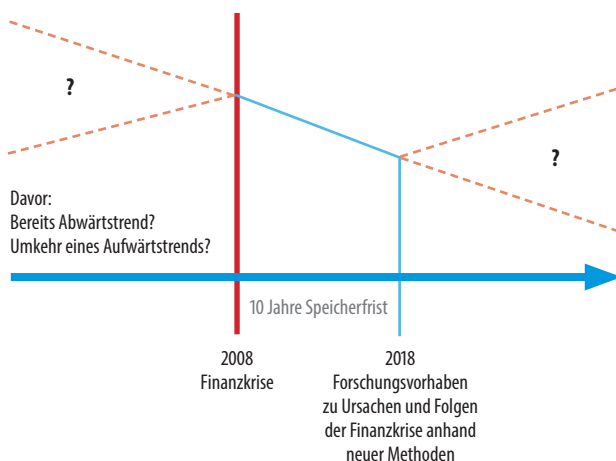 ?
?
Davor:
Bereits Abwärtstrend?
Umkehr eines Aufwärtstrends?
10 Jahre Speicherfrist
2008
Finanzkrise
2018
Forschungsvorhaben
zu Ursachen und Folgen
der Finanzkrise anhand
neuer Methoden